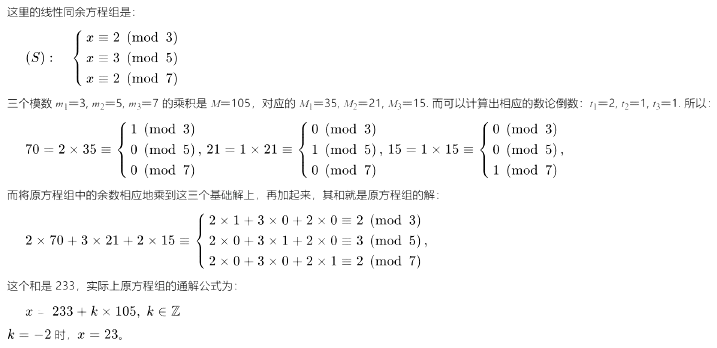 这里的线性同余方程组是：
(S) : { x ≡ 2 (mod 3)
x ≡ 3 (mod 5)
x ≡ 2 (mod 7)
三个模数 m₁=3, m₂=5, m₃=7 的乘积是 M=105，对应的 M₁=35, M₂=21, M₃=15. 而可以计算出相应的数论倒数：t₁=2, t₂=1, t₃=1. 所以：
70 = 2 × 35 ≡ { 1 (mod 3) 0 (mod 5) 0 (mod 7) , 21 = 1 × 21 ≡ { 0 (mod 3) 1 (mod 5) 0 (mod 7) , 15 = 1 × 15 ≡ { 0 (mod 3) 0 (mod 5) 1 (mod 7) ,
而将原方程组中的余数相应地乘到这三个基础解上，再加起来，其和就是原方程组的解：
2 × 70 + 3 × 21 + 2 × 15 ≡ { 2 × 1 + 3 × 0 + 2 × 0 ≡ 2 (mod 3)
2 × 0 + 3 × 1 + 2 × 0 ≡ 3 (mod 5) ,
2 × 0 + 3 × 0 + 2 × 1 ≡ 2 (mod 7)
这个和是 233，实际上原方程组的通解公式为：
x = 233 + k × 105, k ∈ ℤ
k = −2 时，x = 23。